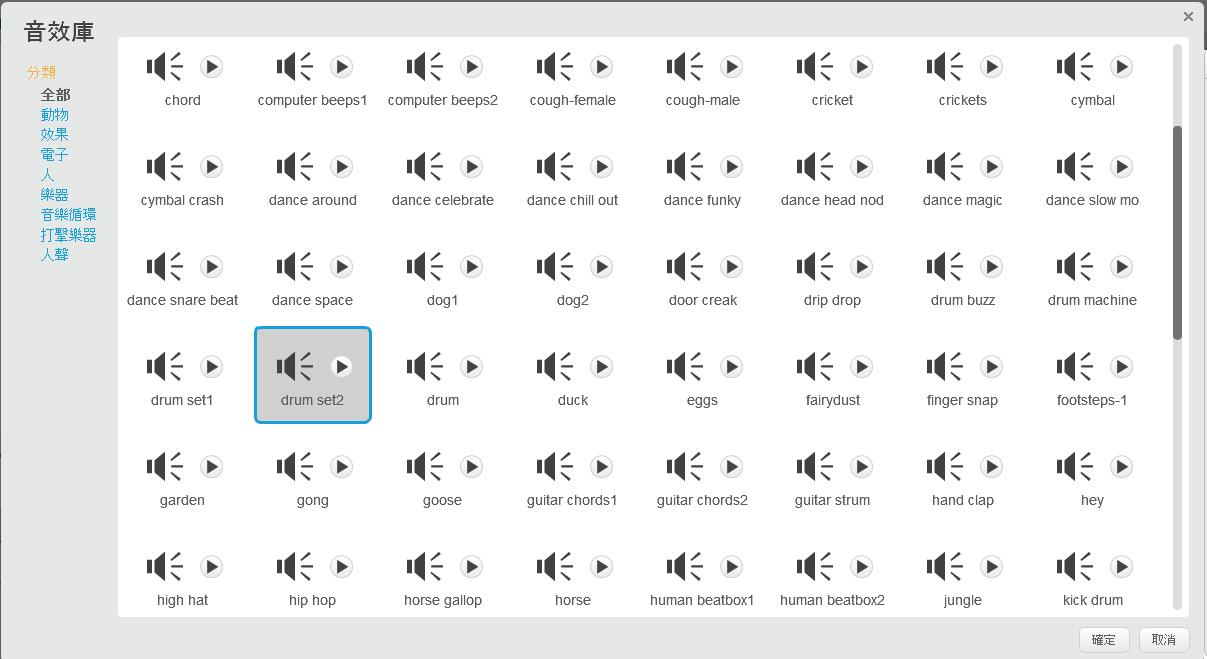 音效庫
分類
全部
動物
效果
電子
人
樂器
音樂循環
打擊樂器
人聲
chord computer beeps1 computer beeps2 cough-female cough-male cricket crickets cymbal
cymbal crash dance around dance celebrate dance chill out dance funky dance head nod dance magic dance slow mo
dance snare beat dance space dog1 dog2 door creak drip drop drum buzz drum machine
drum set1 drum set2 drum duck eggs fairydust finger snap footsteps-1
garden gong goose guitar chords1 guitar chords2 guitar strum hand clap hey
high hat hip hop horse gallop horse human beatbox1 human beatbox2 jungle kick drum
確定 取消